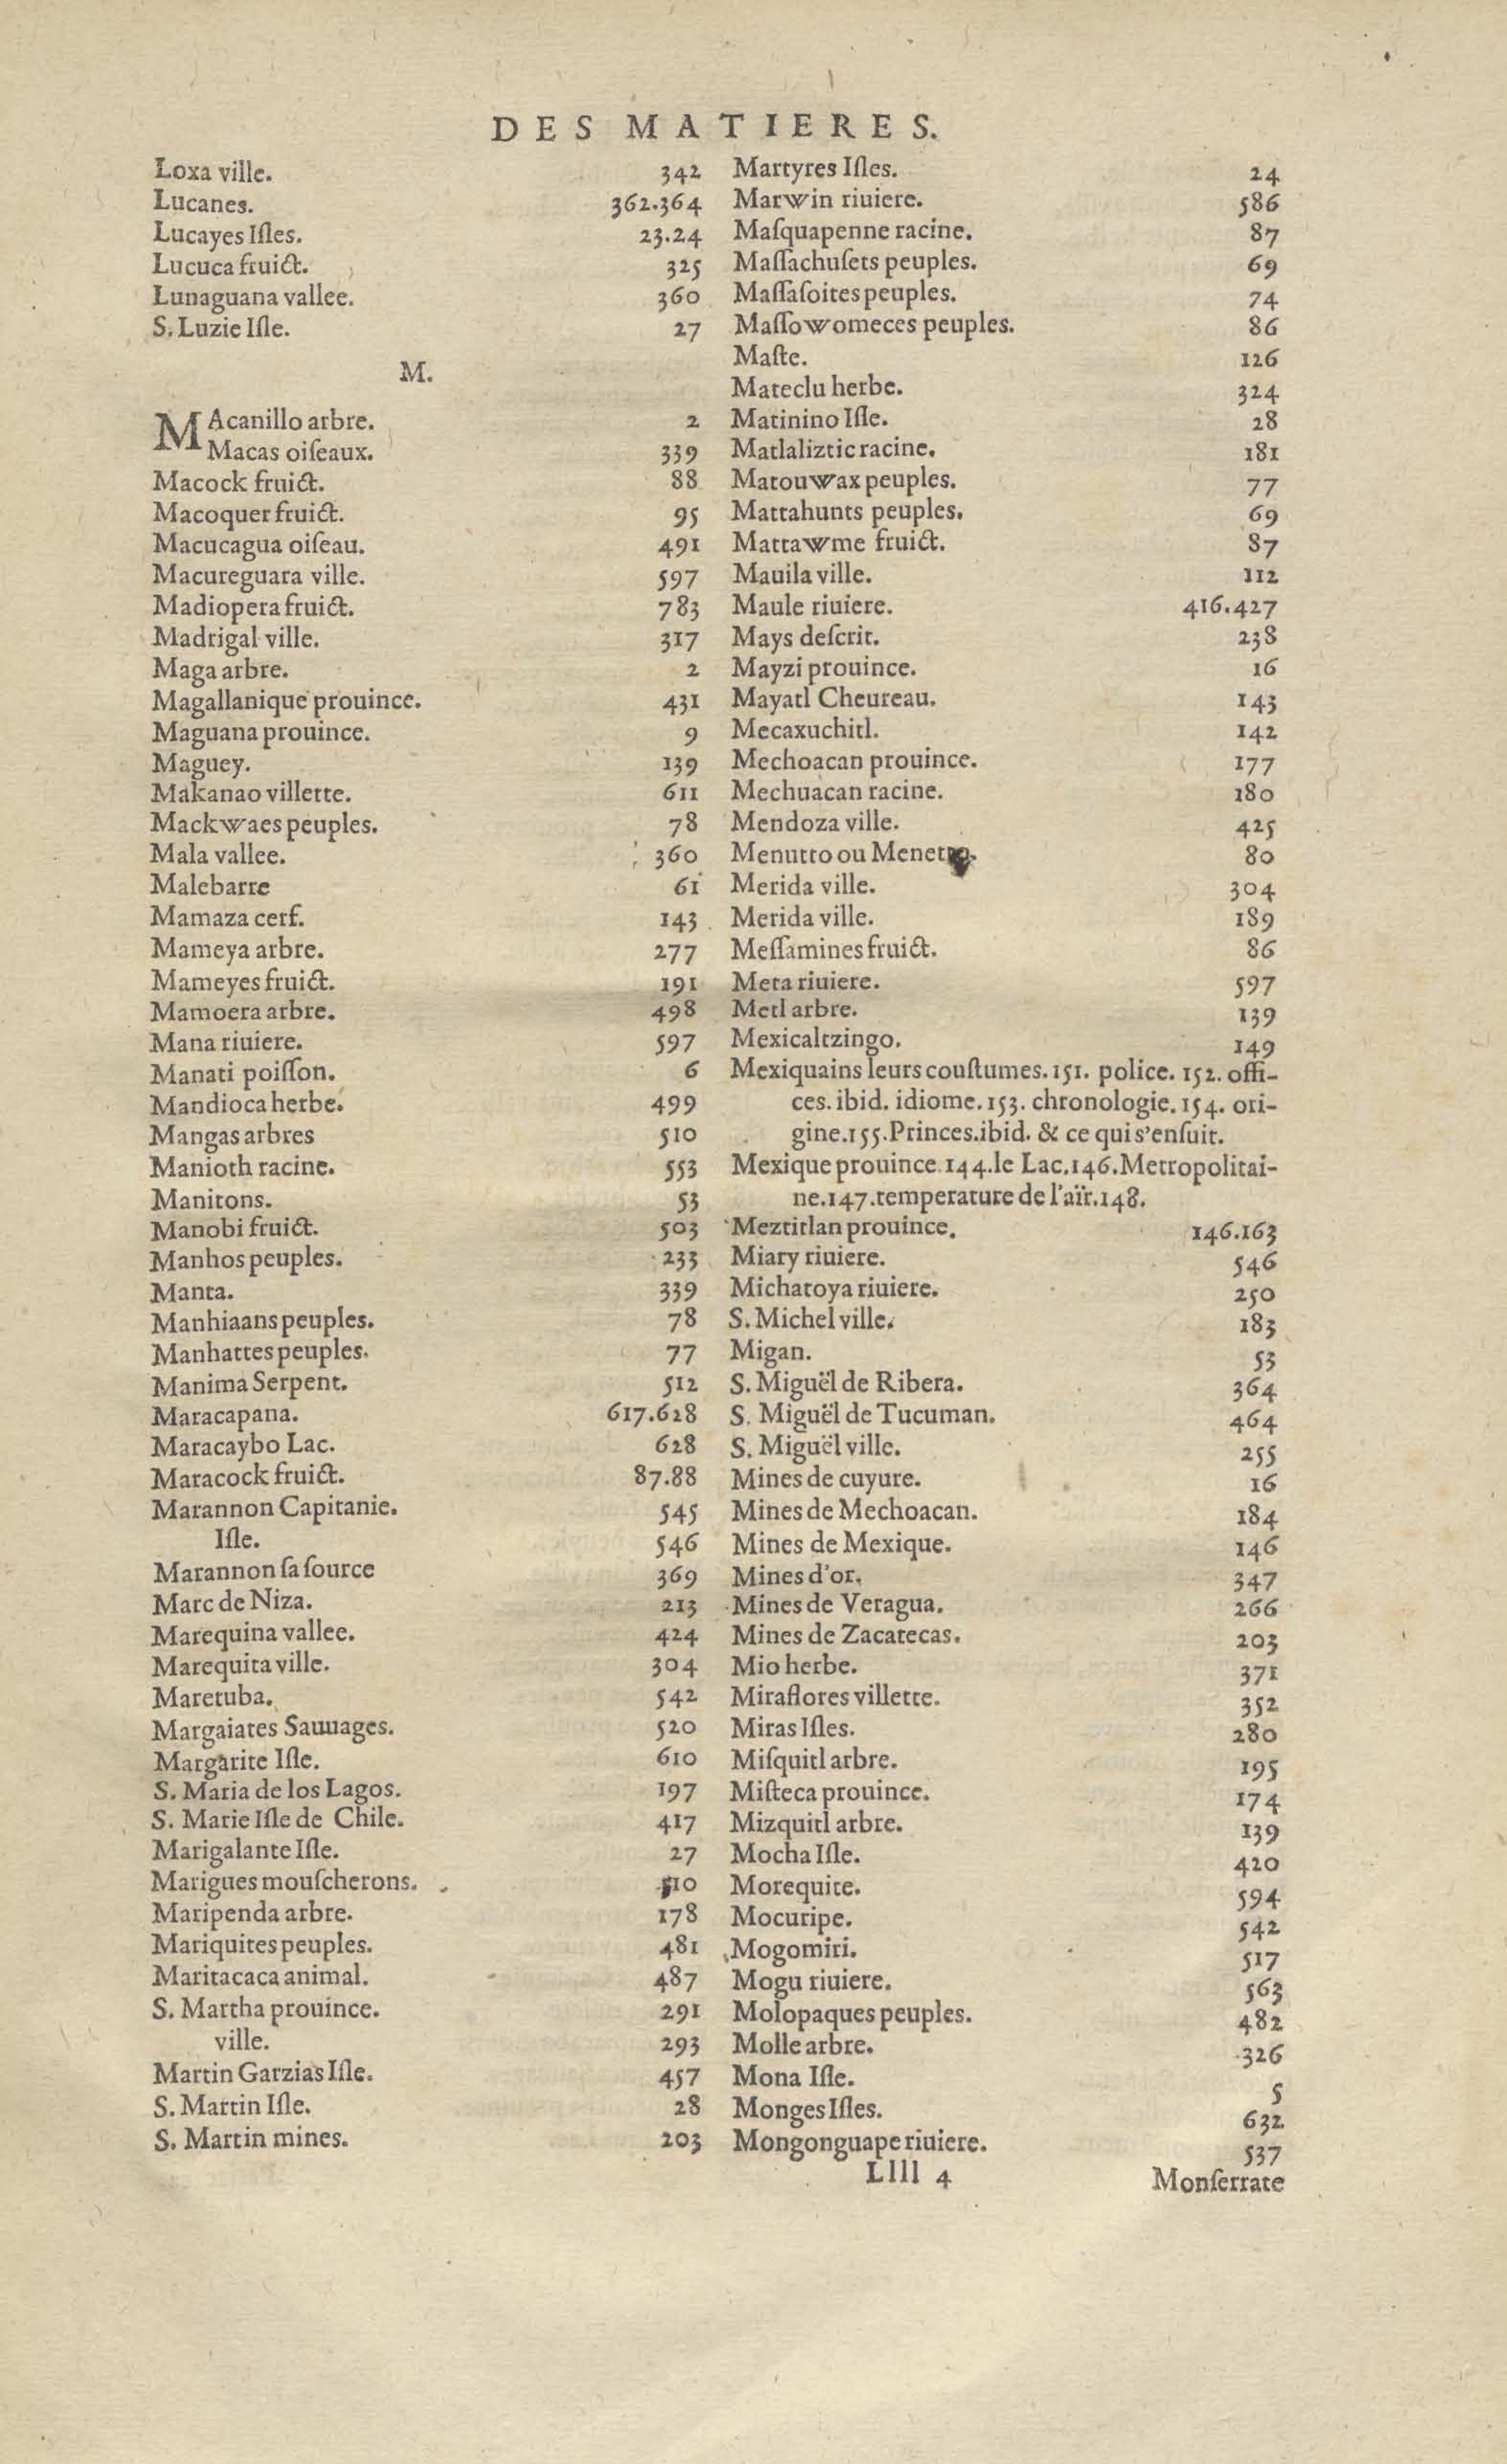 DES MATIERES.
Loxa ville. 342
Lucanes. 362.364
Lucayes Iſles. 23.24
Lucuca fruict. 325
Lunaguana vallee. 360
S. Luzie Iſle. 27
M.
MAcanillo arbre. 2
Macas oiſeaux. 339
Macock fruict. 88
Macoquer fruict. 95
Macucagua oiſeau. 491
Macureguara ville. 597
Madiopera fruict. 783
Madrigal ville. 317
Maga arbre. 2
Magallanique prouince. 431
Maguana prouince. 9
Maguey. 139
Makanao villette. 611
Mackwaes peuples. 78
Mala vallee. 360
Malebarre 61
Mamaza cerf. 143
Mameya arbre. 277
Mameyes fruict. 191
Mamoera arbre. 498
Mana riuiere. 597
Manati poiſſon. 6
Mandioca herbe. 499
Mangas arbres 510
Manioth racine. 553
Manitons. 53
Manobi fruict. 503
Manhos peuples. 233
Manta. 339
Manhiaans peuples. 78
Manhattes peuples. 77
Manima Serpent. 512
Maracapana. 617.628
Maracaybo Lac. 628
Maracock fruict. 87.88
Marannon Capitanie. 545
Iſle. 546
Marannon ſa ſource 369
Marc de Niza. 213
Marequina vallee. 424
Marequita ville. 304
Maretuba. 542
Margaiates Sauuages. 520
Margarite Iſle. 610
S. Maria de los Lagos. 197
S. Marie Iſle de Chile. 417
Marigalante Iſle. 27
Marigues mouſcherons. 510
Maripenda arbre. 178
Mariquites peuples. 481
Maritacaca animal. 487
S. Martha prouince. 291
ville. 293
Martin Garzias Iſle. 457
S. Martin Iſle. 28
S. Martin mines. 203
Martyres Iſles. 24
Marwin riuiere. 586
Maſquapenne racine. 87
Maſſachuſets peuples. 69
Maſſaſoites peuples. 74
Maſſowomeces peuples. 86
Maſte. 126
Mateclu herbe. 324
Matinino Iſle. 28
Matlaliztic racine. 181
Matouwax peuples. 77
Mattahunts peuples. 69
Mattawme fruict. 87
Mauila ville. 112
Maule riuiere. 416.427
Mays deſcrit. 238
Mayzi prouince. 16
Mayatl Cheureau. 143
Mecaxuchitl. 142
Mechoacan prouince. 177
Mechuacan racine. 180
Mendoza ville. 425
Menutto ou Menetto. 80
Merida ville. 304
Merida ville. 189
Meſſamines fruict. 86
Meta riuiere. 597
Metl arbre. 139
Mexicaltzingo. 149
Mexiquains leurs couſtumes. 151. police. 152. offi-
ces. ibid. idiome. 153. chronologie. 154. ori-
gine. 155. Princes. ibid. & ce qui s'enſuit.
Mexique prouince. 144. le Lac. 146. Metropolitai-
ne. 147. temperature de l'aïr. 148.
Meztitlan prouince. 146.163
Miary riuiere. 546
Michatoya riuiere. 250
S. Michel ville. 183
Migan. 53
S. Miguël de Ribera. 364
S. Miguël de Tucuman. 464
S. Miguël ville. 255
Mines de cuyure. 16
Mines de Mechoacan. 184
Mines de Mexique. 146
Mines d'or. 347
Mines de Veragua. 266
Mines de Zacatecas. 203
Mio herbe. 371
Miraflores villette. 352
Miras Iſles. 280
Miſquitl arbre. 195
Miſteca prouince. 174
Mizquitl arbre. 139
Mocha Iſle. 420
Morequite. 594
Mocuripe. 542
Mogomiri. 517
Mogu riuiere. 563
Molopaques peuples. 482
Molle arbre. 326
Mona Iſle. 5
Monges Iſles. 632
Mongonguape riuiere. 537
Llll 4
Monſerrate